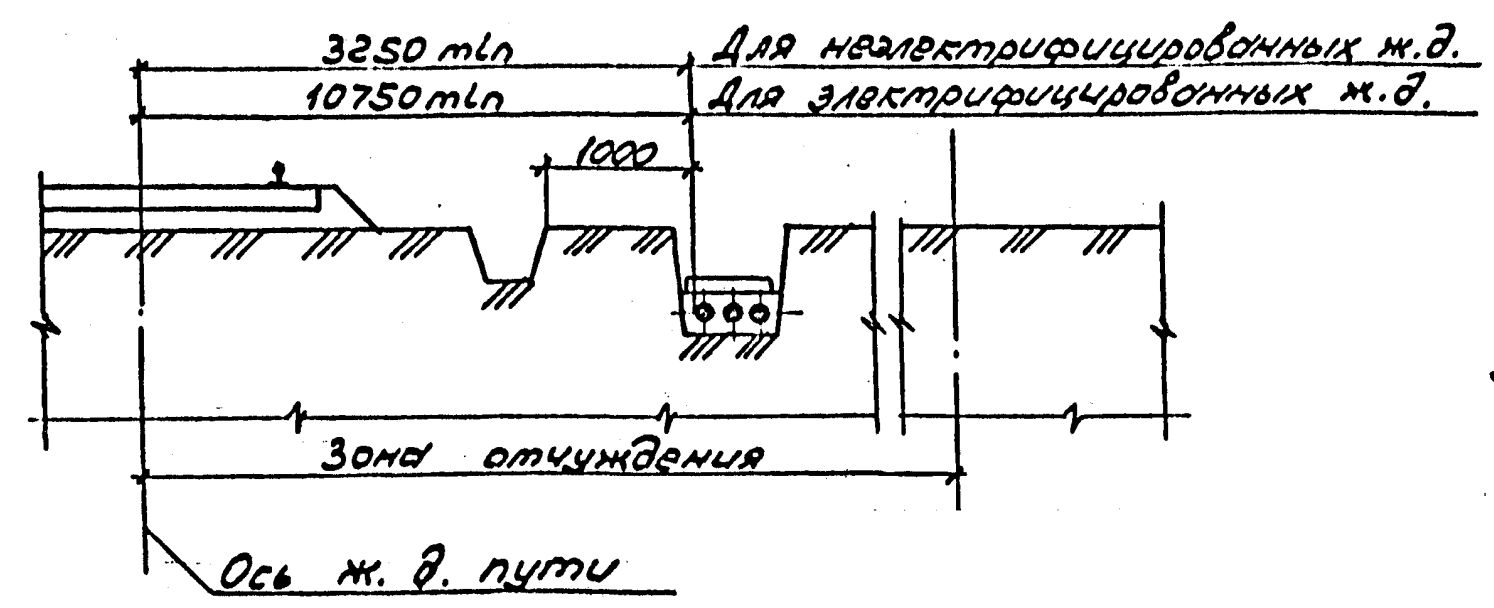 3250 min Для неэлектрифицированных ж.д.
10750 min Для электрифицированных ж.д.
1000
Зона отчуждения
Ось ж. д. пути